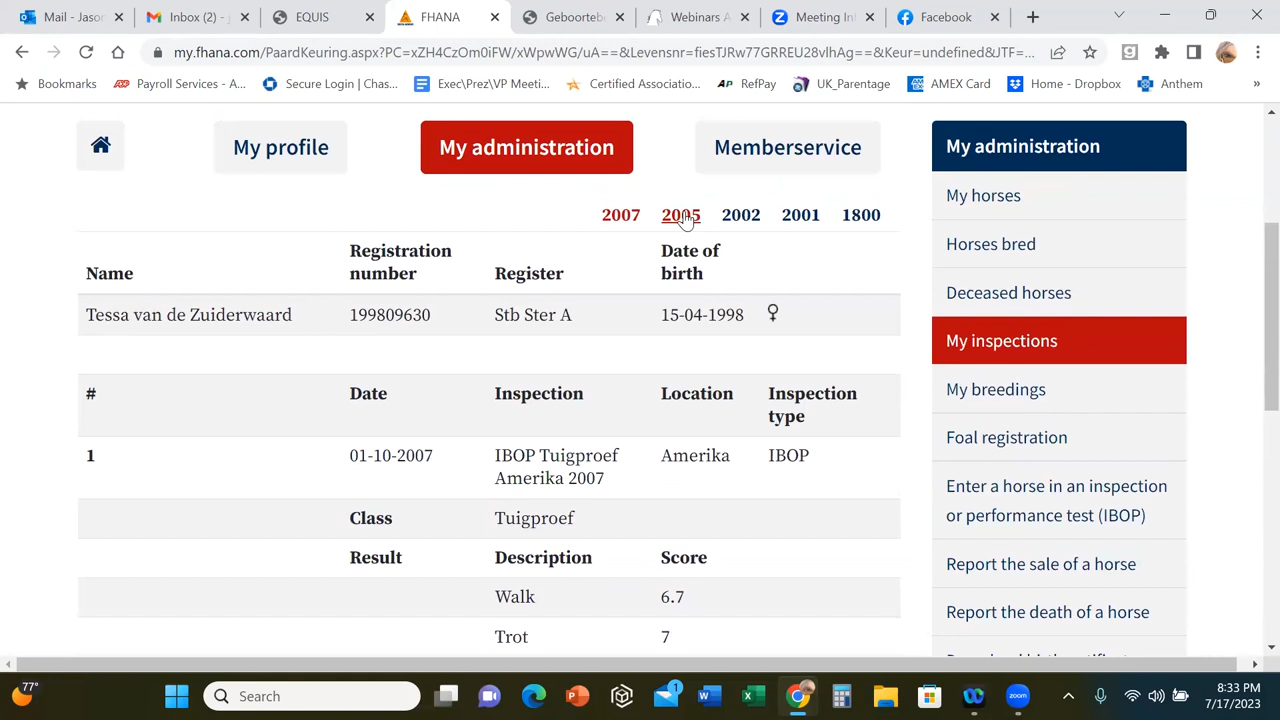 Mail - Jason
Inbox (2) - j
EQUIS
FHANA
Geboortebe
Webinars A
Meeting M
Facebook
my.fhana.com/PaardKeuring.aspx?PC=xZH4CzOm0iFW/xWpwWG/uA==&Levensnr=fiesTJRw77GRREU28vIhAg==&Keur=undefined&JTF=...
Bookmarks
Payroll Services - A...
Secure Login | Chas...
Exec\Prez\VP Meeti...
Certified Associatio...
RefPay
UK_Parentage
AMEX Card
Home - Dropbox
Anthem
»
My profile
My administration
Memberservice
2007 2005 2002 2001 1800
Name
Registration number
Register
Date of birth
Tessa van de Zuiderwaard 199809630 Stb Ster A 15-04-1998 ♀
# Date Inspection Location Inspection type
1 01-10-2007 IBOP Tuigproef Amerika IBOP
Amerika 2007
Class Tuigproef
Result Description Score
Walk 6.7
Trot 7
My administration
My horses
Horses bred
Deceased horses
My inspections
My breedings
Foal registration
Enter a horse in an inspection
or performance test (IBOP)
Report the sale of a horse
Report the death of a horse
77°
Search
1
zoom
8:33 PM
7/17/2023